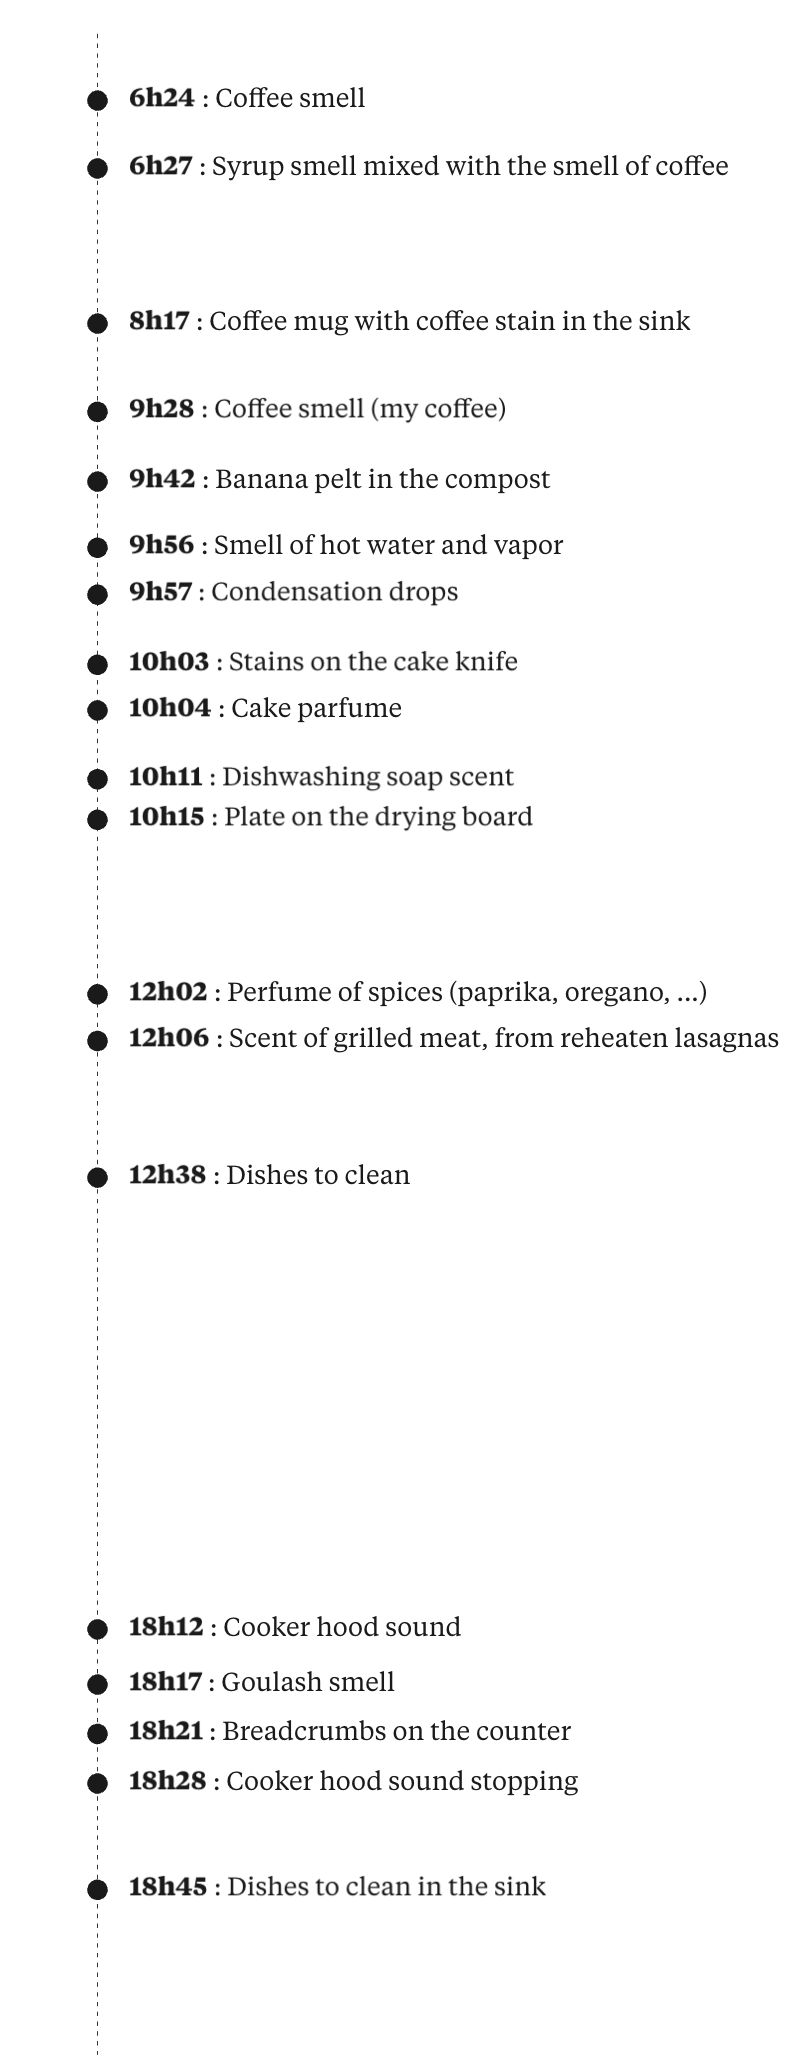 6h24 : Coffee smell
6h27 : Syrup smell mixed with the smell of coffee
8h17 : Coffee mug with coffee stain in the sink
9h28 : Coffee smell (my coffee)
9h42 : Banana pelt in the compost
9h56 : Smell of hot water and vapor
9h57 : Condensation drops
10h03 : Stains on the cake knife
10h04 : Cake parfume
10h11 : Dishwashing soap scent
10h15 : Plate on the drying board
12h02 : Perfume of spices (paprika, oregano, ...)
12h06 : Scent of grilled meat, from reheaten lasagnas
12h38 : Dishes to clean
18h12 : Cooker hood sound
18h17 : Goulash smell
18h21 : Breadcrumbs on the counter
18h28 : Cooker hood sound stopping
18h45 : Dishes to clean in the sink